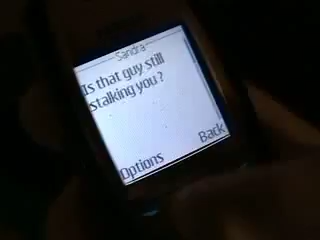 Sandra
Is that guy still
stalking you ?
Options
Back